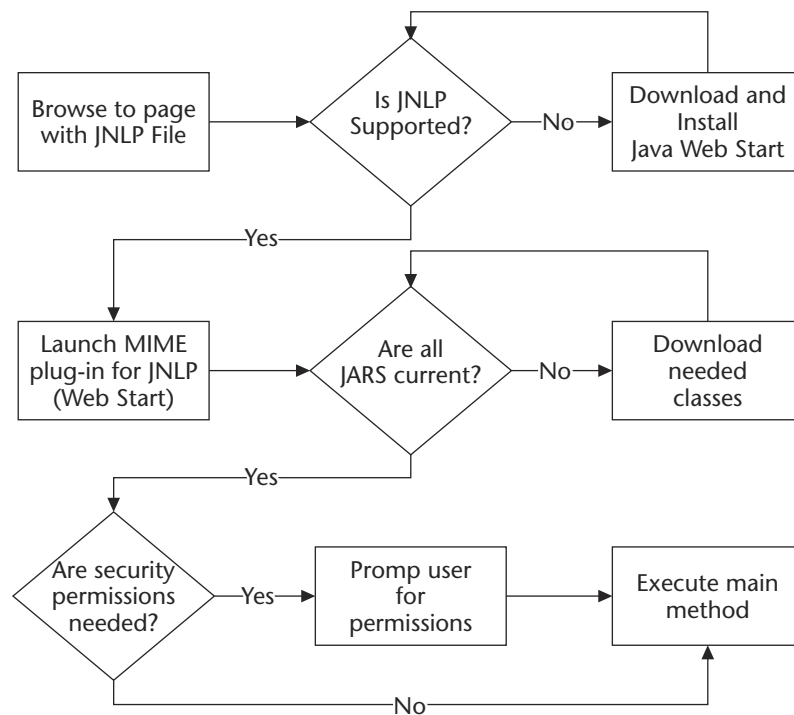 Browse to page
with JNLP File
Is JNLP
Supported?
No
Download and
Install
Java Web Start
Yes
Launch MIME
plug-in for JNLP
(Web Start)
Are all
JARS current?
No
Download
needed
classes
Yes
Are security
permissions
needed?
Yes
Promp user
for
permissions
Execute main
method
No